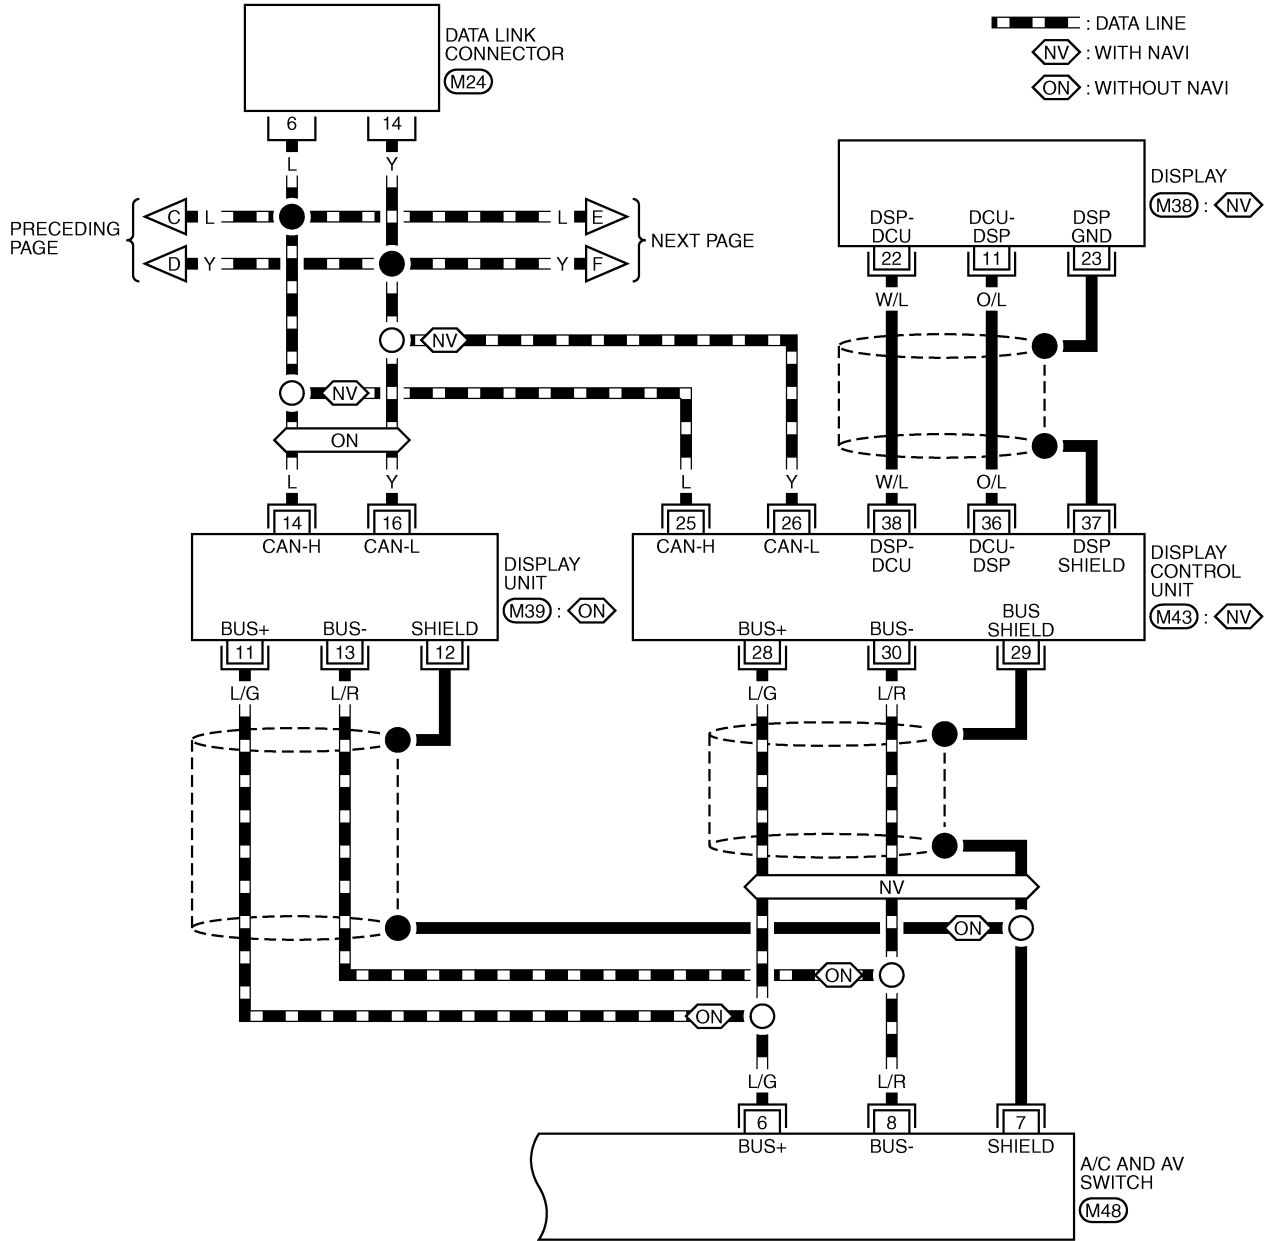 DATA LINK
CONNECTOR
M24
: DATA LINE
NV : WITH NAVI
ON : WITHOUT NAVI
6
14
L
Y
DISPLAY
M38 : NV
DSP-
DCU
DCU-
DSP
DSP
GND
22
11
23
W/L
O/L
PRECEDING
PAGE
C
L
L
E
D
Y
Y
F
NEXT PAGE
NV
NV
ON
L
Y
L
Y
W/L
O/L
14
16
25
26
38
36
37
CAN-H
CAN-L
DISPLAY
UNIT
M39 : ON
CAN-H
CAN-L
DSP-
DCU
DCU-
DSP
DSP
SHIELD
DISPLAY
CONTROL
UNIT
M43 : NV
BUS+
BUS-
SHIELD
BUS+
BUS-
BUS
SHIELD
11
13
12
28
30
29
L/G
L/R
L/G
L/R
NV
ON
ON
ON
L/G
L/R
6
8
7
BUS+
BUS-
SHIELD
A/C AND AV
SWITCH
M48